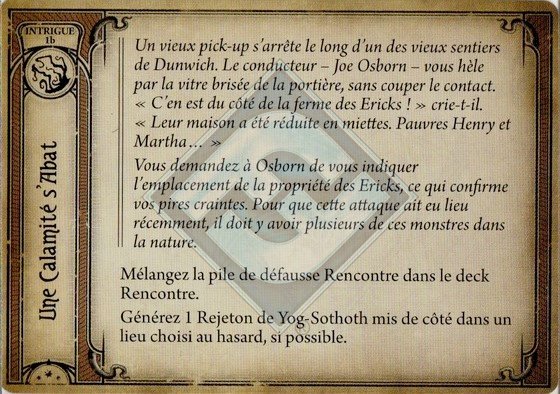 INTRIGUE
1b
Une Calamité s'Abat
Un vieux pick-up s'arrête le long d'un des vieux sentiers
de Dunwich. Le conducteur – Joe Osborn – vous hèle
par la vitre brisée de la portière, sans couper le contact.
« C'en est du côté de la ferme des Ericks ! » crie-t-il.
« Leur maison a été réduite en miettes. Pauvres Henry et
Martha… »
Vous demandez à Osborn de vous indiquer
l'emplacement de la propriété des Ericks, ce qui confirme
vos pires craintes. Pour que cette attaque ait eu lieu
récemment, il doit y avoir plusieurs de ces monstres dans
la nature.
Mélangez la pile de défausse Rencontre dans le deck
Rencontre.
Générez 1 Rejeton de Yog-Sothoth mis de côté dans un
lieu choisi au hasard, si possible.